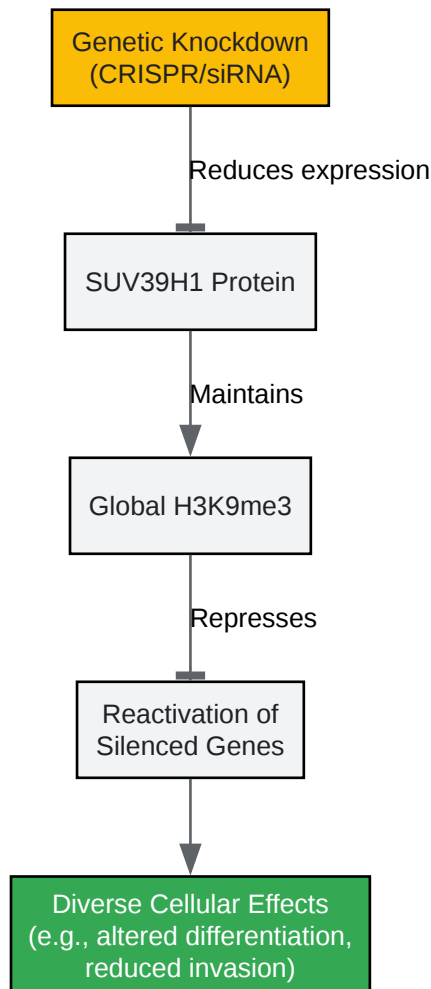 Genetic Knockdown
(CRISPR/siRNA)
Reduces expression
SUV39H1 Protein
Maintains
Global H3K9me3
Represses
Reactivation of
Silenced Genes
Diverse Cellular Effects
(e.g., altered differentiation,
reduced invasion)